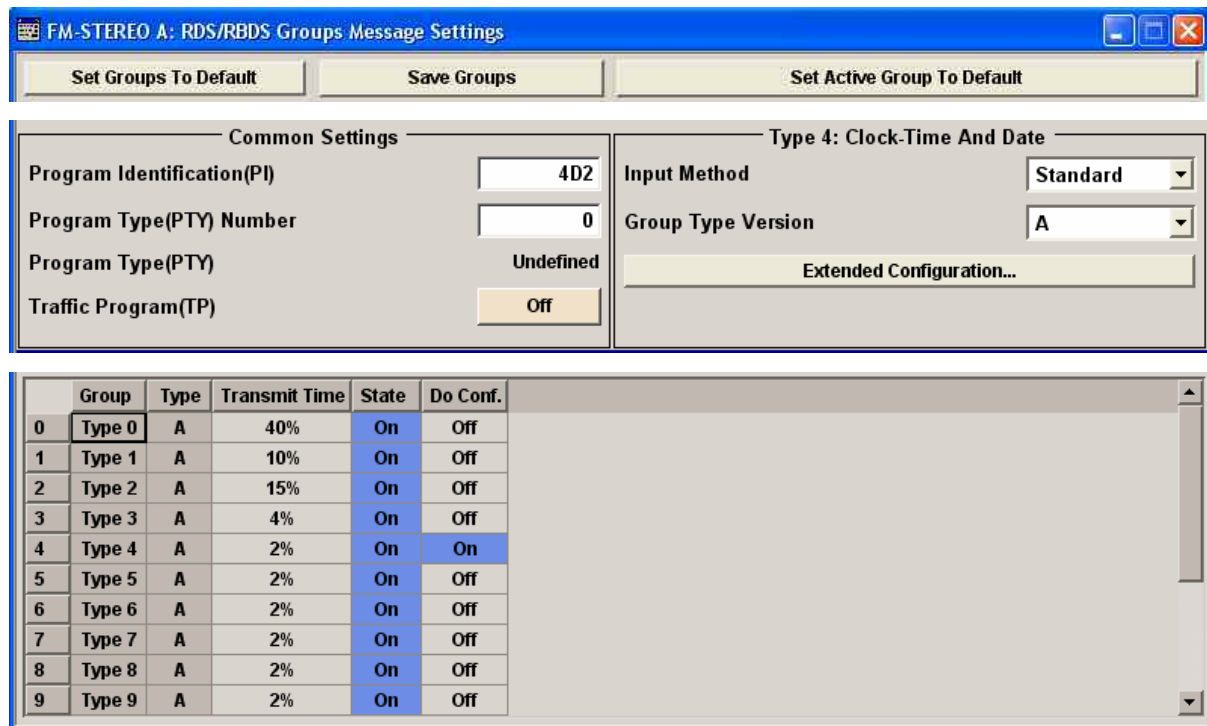 FM-STEREO A: RDS/RBDS Groups Message Settings
Set Groups To Default Save Groups Set Active Group To Default
Common Settings
Program Identification(PI) 4D2
Program Type(PTY) Number 0
Program Type(PTY) Undefined
Traffic Program(TP) Off
Type 4: Clock-Time And Date
Input Method Standard
Group Type Version A
Extended Configuration...
Group Type Transmit Time State Do Conf.
0 Type 0 A 40% On Off
1 Type 1 A 10% On Off
2 Type 2 A 15% On Off
3 Type 3 A 4% On Off
4 Type 4 A 2% On On
5 Type 5 A 2% On Off
6 Type 6 A 2% On Off
7 Type 7 A 2% On Off
8 Type 8 A 2% On Off
9 Type 9 A 2% On Off